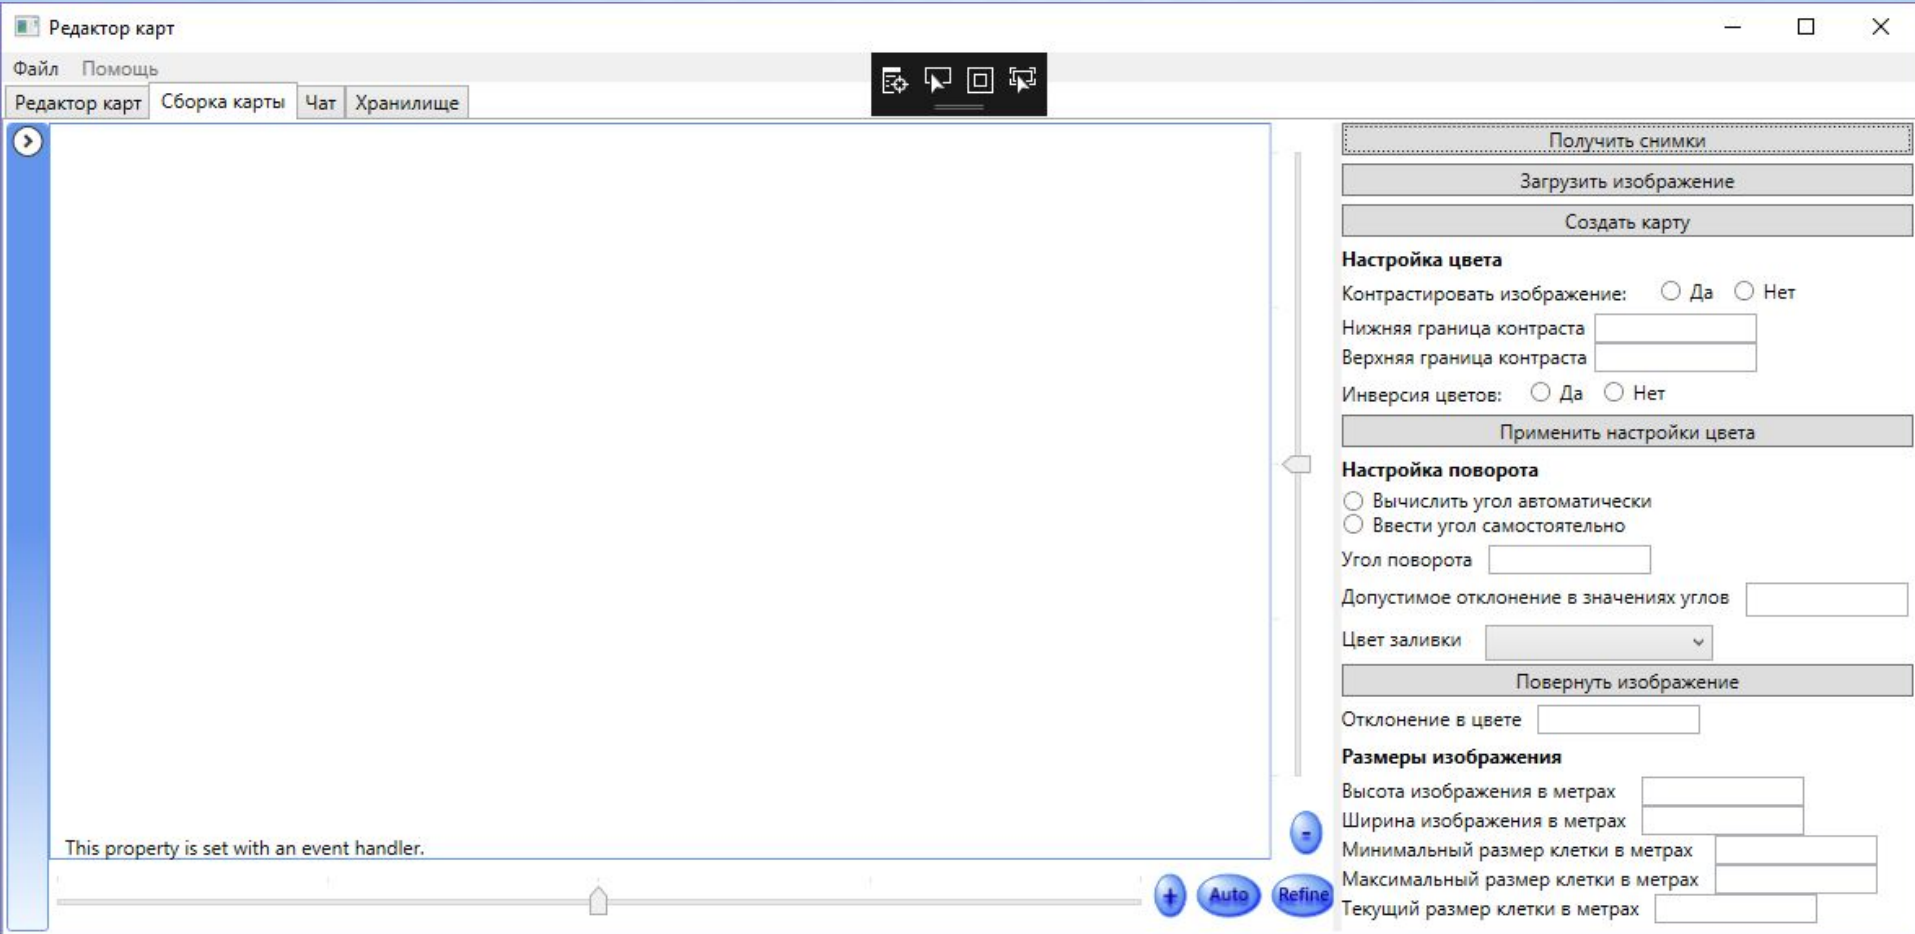 Редактор карт
Файл Помощь
Редактор карт Сборка карты Чат Хранилище
Получить снимки
Загрузить изображение
Создать карту
Настройка цвета
Контрастировать изображение: Да Нет
Нижняя граница контраста
Верхняя граница контраста
Инверсия цветов: Да Нет
Применить настройки цвета
Настройка поворота
Вычислить угол автоматически
Ввести угол самостоятельно
Угол поворота
Допустимое отклонение в значениях углов
Цвет заливки
Повернуть изображение
Отклонение в цвете
Размеры изображения
Высота изображения в метрах
Ширина изображения в метрах
Минимальный размер клетки в метрах
Максимальный размер клетки в метрах
Текущий размер клетки в метрах
This property is set with an event handler.
-
+ Auto Refine